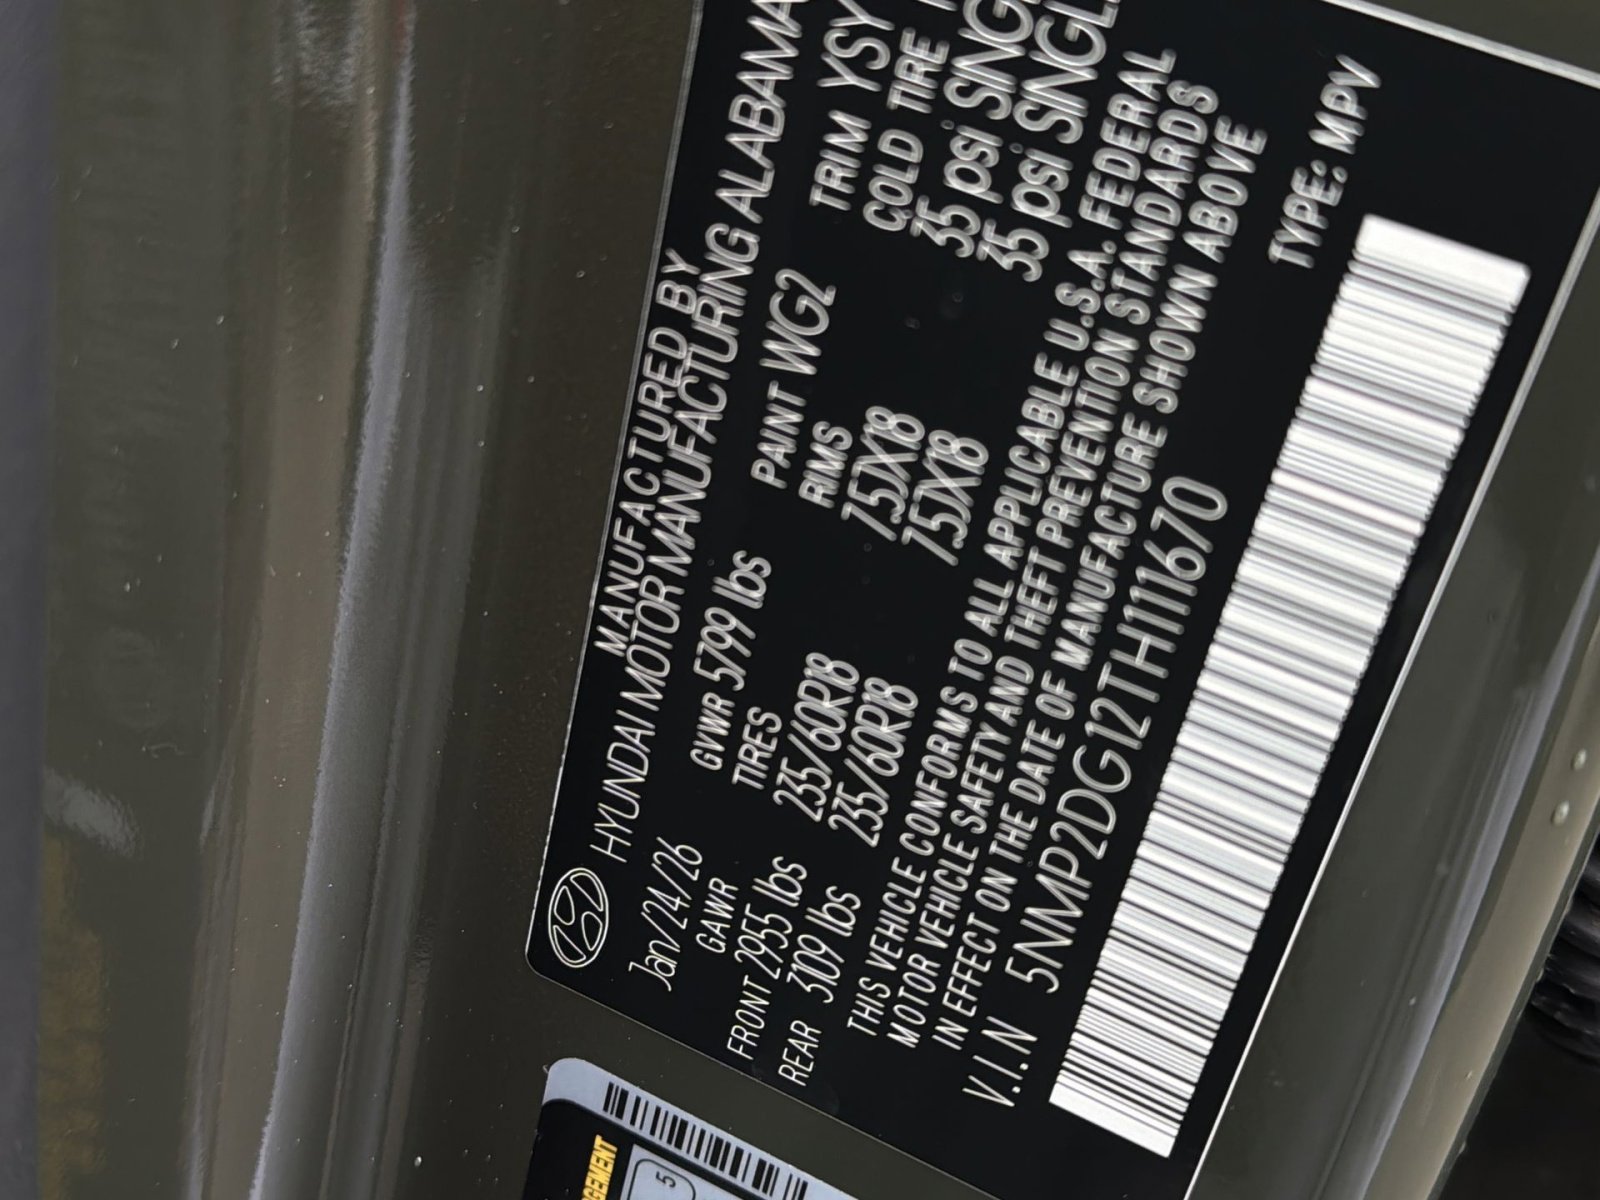 MANUFACTURED BY
HYUNDAI MOTOR MANUFACTURING ALABAMA
Jan/24/26 GVWR 5799 lbs PAINT WG2 TRIM YSY
GAWR TIRES RIMS COLD TIRE
FRONT 2955 lbs 235/60R18 7.5JX18 35 psi
REAR 3109 lbs 235/60R18 7.5JX18 35 psi
THIS VEHICLE CONFORMS TO ALL APPLICABLE U.S.A. FEDERAL
MOTOR VEHICLE SAFETY AND THEFT PREVENTION STANDARDS
IN EFFECT ON THE DATE OF MANUFACTURE SHOWN ABOVE
V.I.N 5NMP2DG12TH111670 TYPE: MPV
5